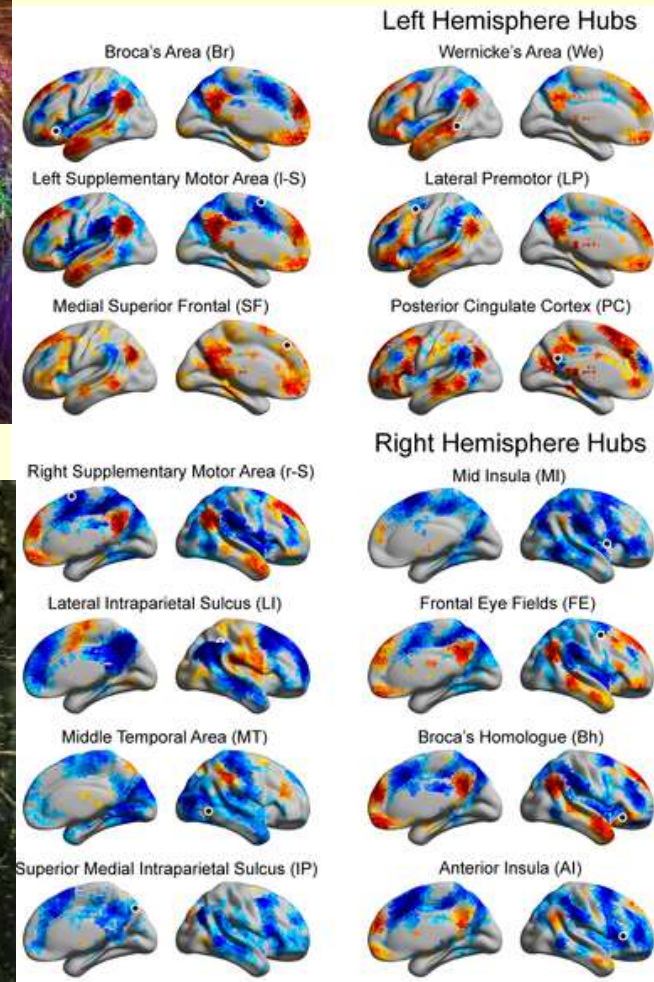 Left Hemisphere Hubs
Broca's Area (Br)
Wernicke's Area (We)
Left Supplementary Motor Area (l-S)
Lateral Premotor (LP)
Medial Superior Frontal (SF)
Posterior Cingulate Cortex (PC)
Right Hemisphere Hubs
Right Supplementary Motor Area (r-S)
Mid Insula (MI)
Lateral Intraparietal Sulcus (LI)
Frontal Eye Fields (FE)
Middle Temporal Area (MT)
Broca's Homologue (Bh)
Superior Medial Intraparietal Sulcus (IP)
Anterior Insula (AI)